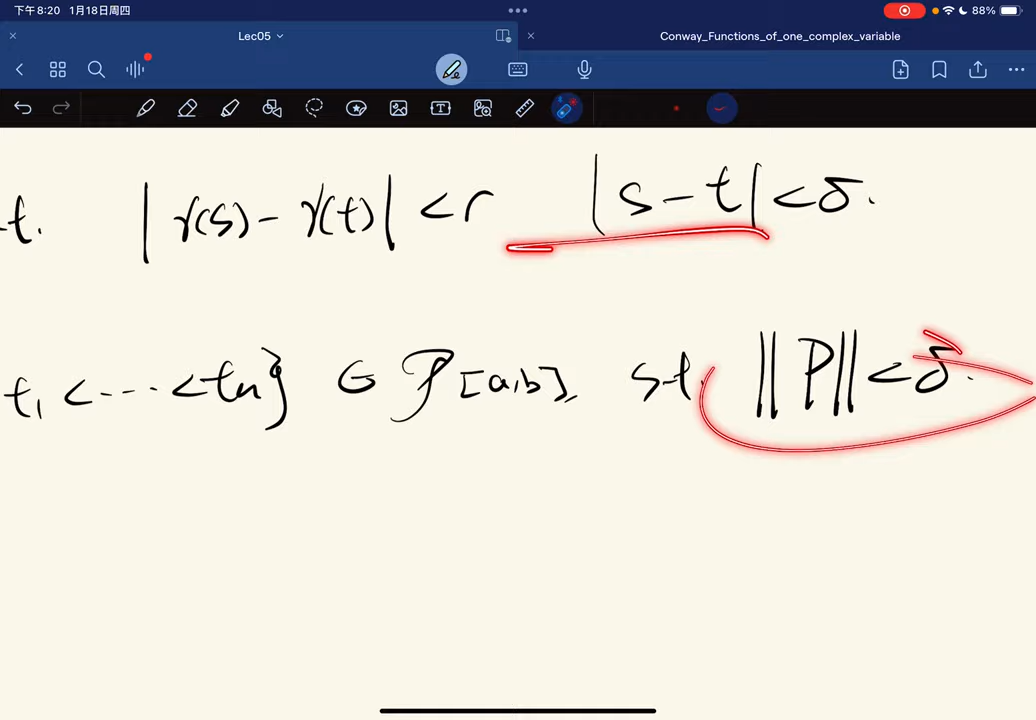 下午8:20 1月18日周四
88%
Lec05
Conway_Functions_of_one_complex_variable
t. |γ(s) - γ(t)| < r |s - t| < δ.
t₁ < --- < tn} ∈ P[a,b], s.t. ||P|| < δ.